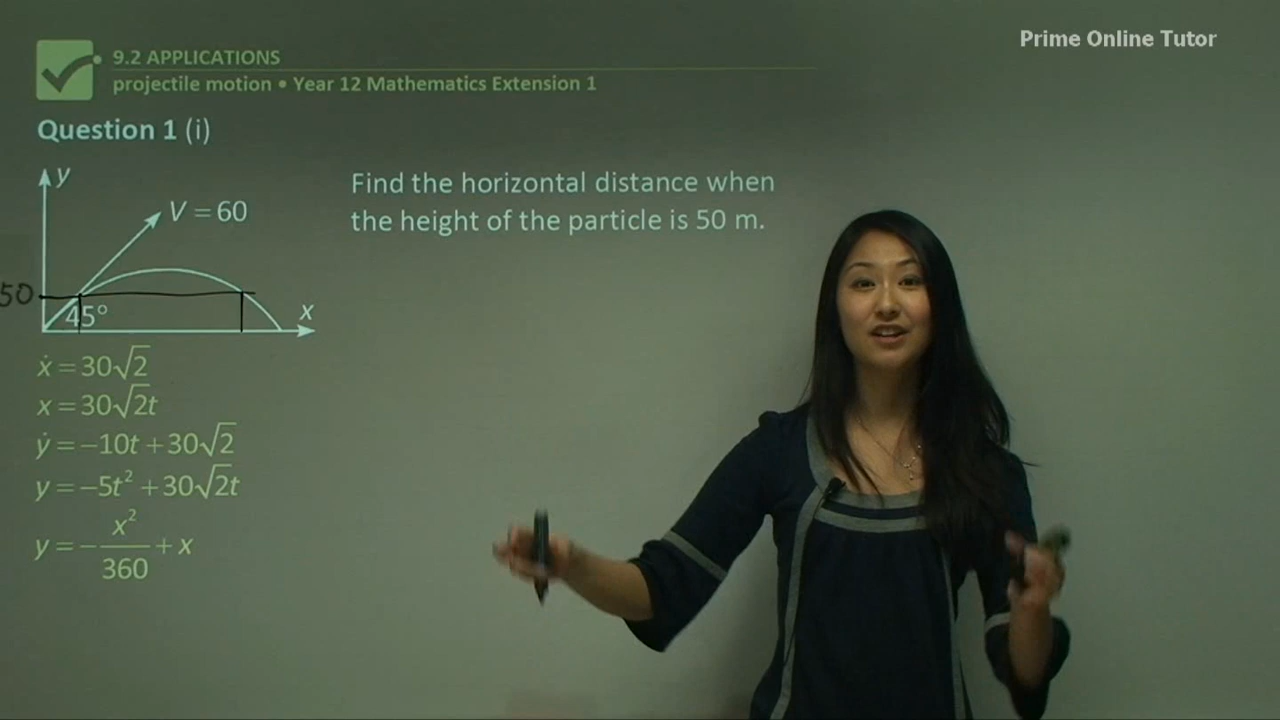 Prime Online Tutor
9.2 APPLICATIONS
projectile motion • Year 12 Mathematics Extension 1
Question 1 (i)
Find the horizontal distance when
the height of the particle is 50 m.
y
V = 60
50
45°
x
ẋ = 30√2
x = 30√2t
ẏ = −10t + 30√2
y = −5t² + 30√2t
y = −x²/360 + x